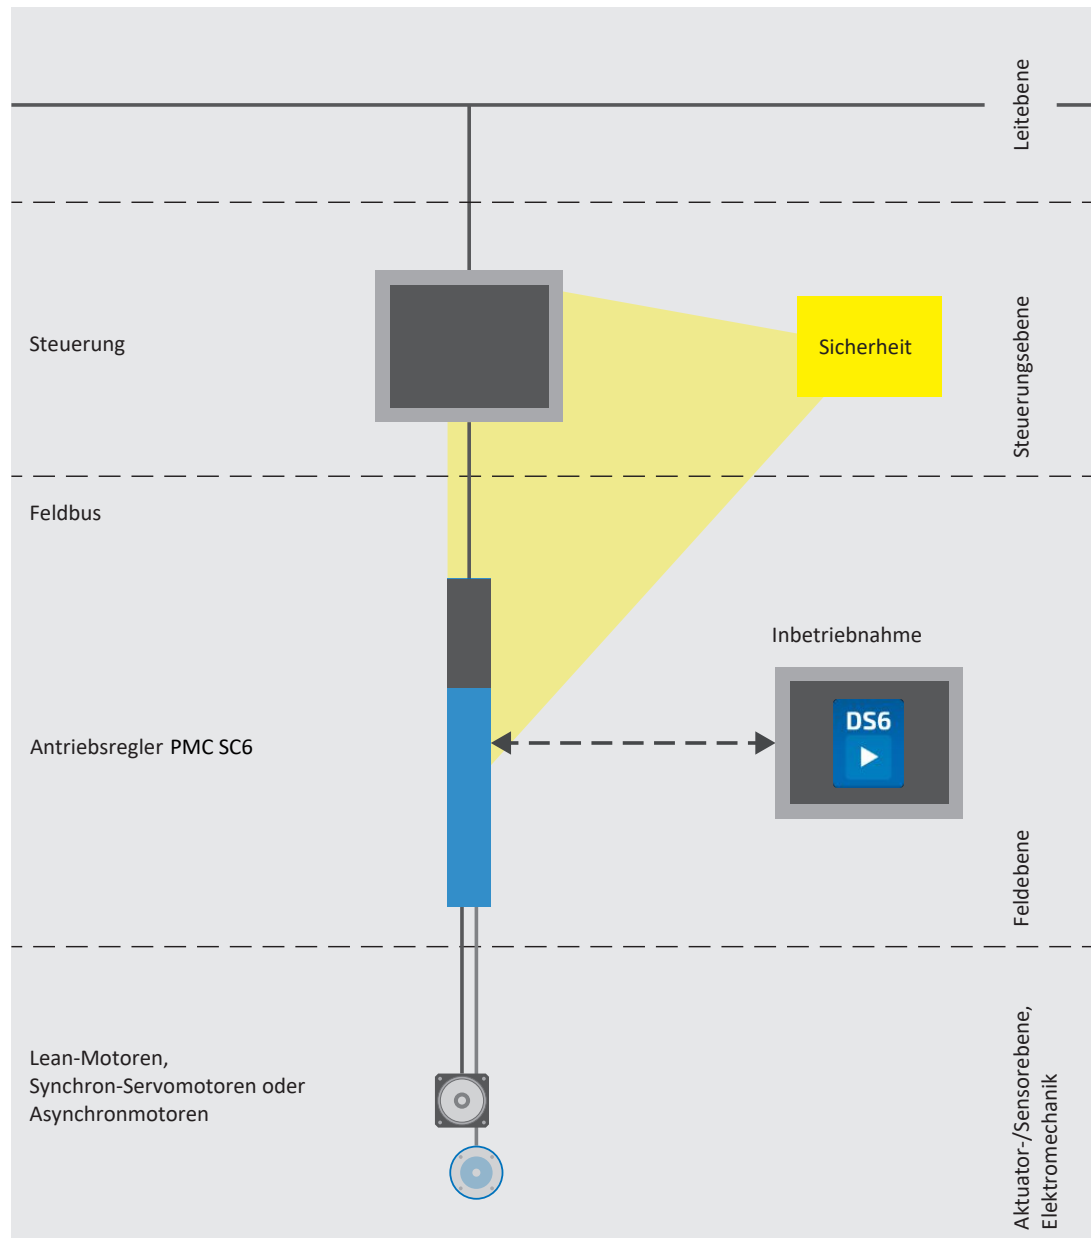 Leitebene
Steuerung
Sicherheit
Steuerungsebene
Feldbus
Inbetriebnahme
DS6
Antriebsregler PMC SC6
Feldebene
Lean-Motoren,
Synchron-Servomotoren oder
Asynchronmotoren
Aktuator-/Sensorebene,
Elektromechanik